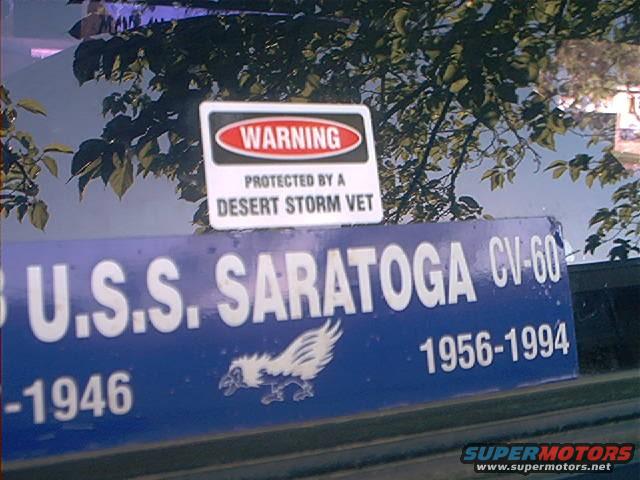 WARNING
PROTECTED BY A
DESERT STORM VET
U.S.S. SARATOGA CV-60
-1946
1956-1994
SUPERMOTORS
www.supermotors.net